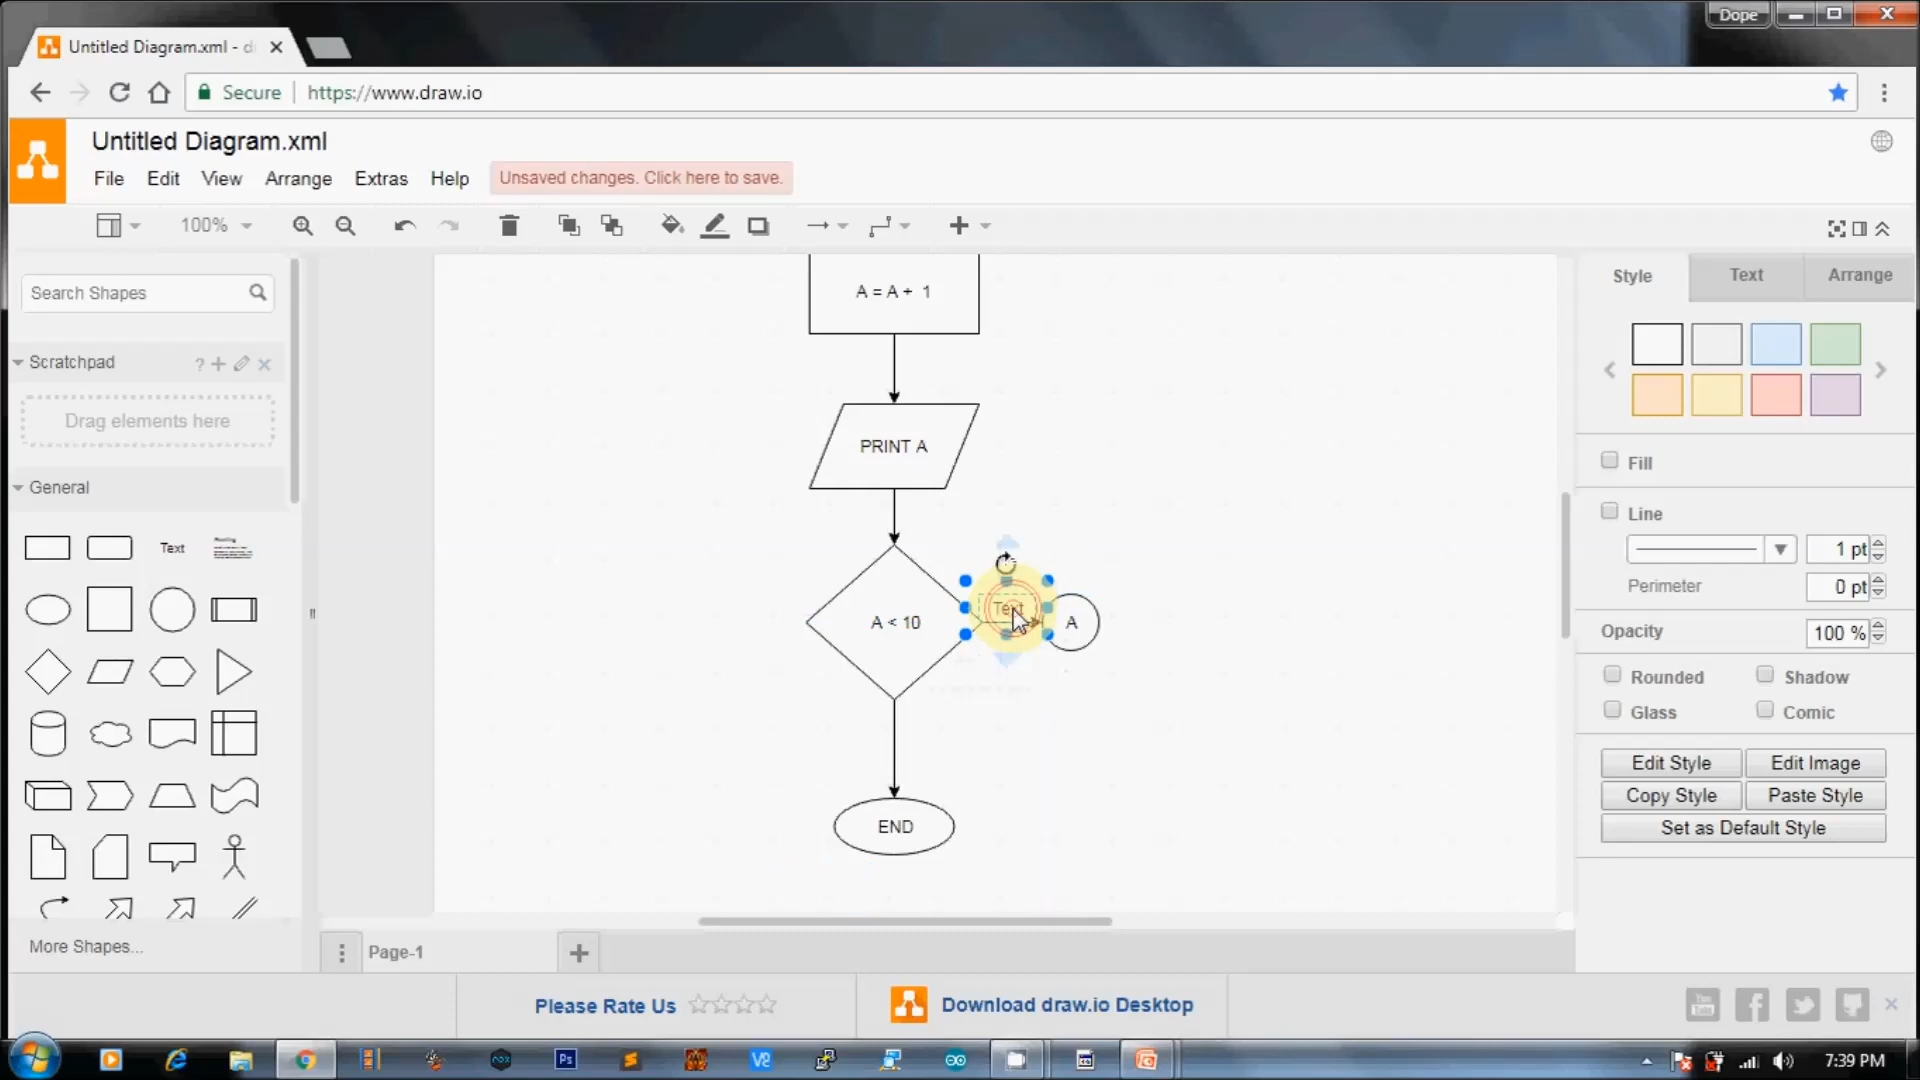 Dope
Untitled Diagram.xml - d
Secure
https://www.draw.io
Untitled Diagram.xml
File Edit View Arrange Extras Help
Unsaved changes. Click here to save.
100%
Search Shapes
Scratchpad
?
Drag elements here
General
Text
More Shapes...
A = A + 1
PRINT A
A < 10
Text
A
END
Style Text Arrange
Fill
Line
1 pt
Perimeter
0 pt
Opacity
100 %
Rounded Shadow
Glass Comic
Edit Style Edit Image
Copy Style Paste Style
Set as Default Style
Page-1
Please Rate Us
Download draw.io Desktop
You
Tube
Ps
7:39 PM